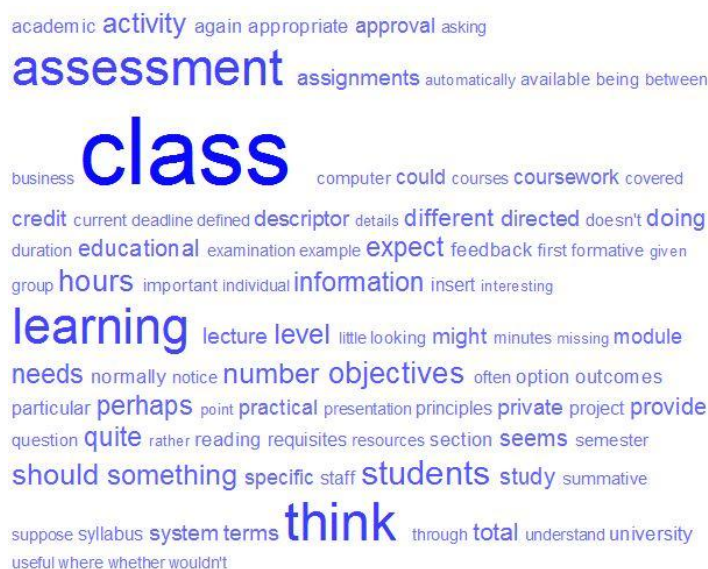 academic activity again appropriate approval asking
assessment assignments automatically available being between
business class computer could courses coursework covered
credit current deadline defined descriptor details different directed doesn't doing
duration educational examination example expect feedback first formative given
group hours important individual information insert interesting
learning lecture level little looking might minutes missing module
needs normally notice number objectives often option outcomes
particular perhaps point practical presentation principles private project provide
question quite rather reading requisites resources section seems semester
should something specific staff students study summative
suppose syllabus system terms think through total understand university
useful where whether wouldn't